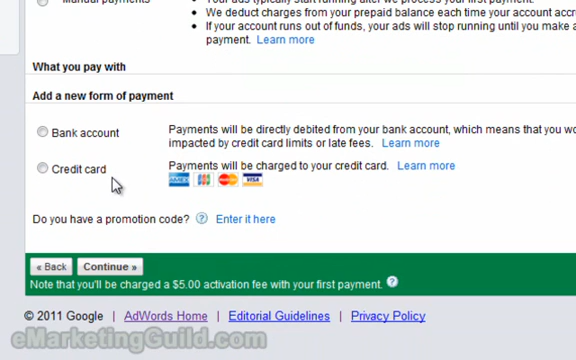 Manual payments
Your ads typically start running after we process your first payment.
We deduct charges from your prepaid balance each time your account accr
If your account runs out of funds, your ads will stop running until you make a
payment. Learn more
What you pay with
Add a new form of payment
Bank account
Payments will be directly debited from your bank account, which means that you wo
impacted by credit card limits or late fees. Learn more
Credit card
Payments will be charged to your credit card. Learn more
AMEX JCB VISA
Do you have a promotion code? ? Enter it here
« Back Continue »
Note that you'll be charged a $5.00 activation fee with your first payment. ?
© 2011 Google | AdWords Home | Editorial Guidelines | Privacy Policy
eMarketingGuild.com